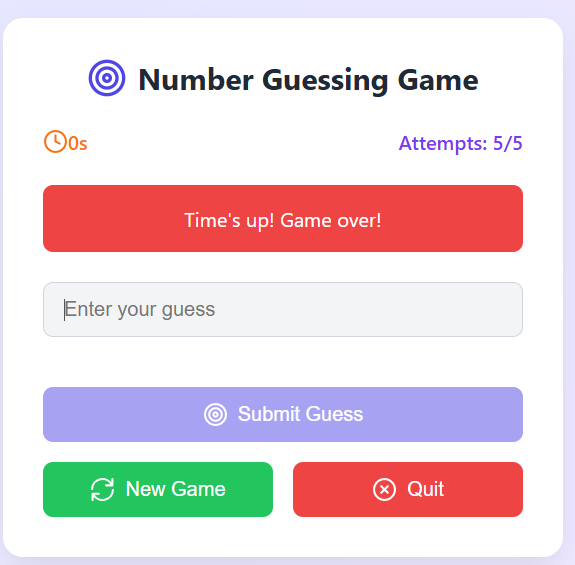 Number Guessing Game
0s
Attempts: 5/5
Time's up! Game over!
Enter your guess
Submit Guess
New Game
Quit